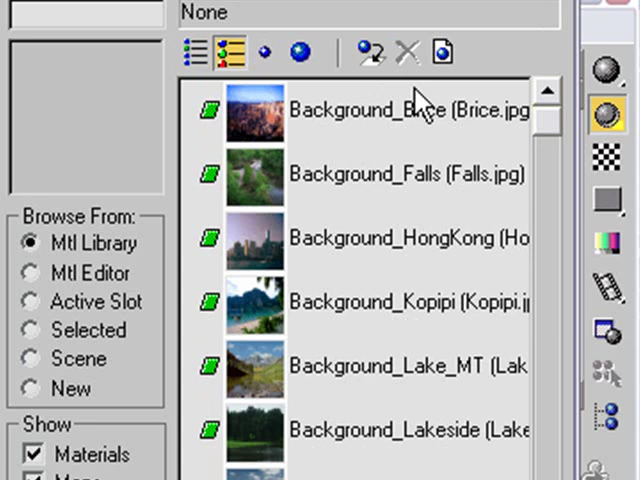 None
Background_Brice (Brice.jpg
Background_Falls (Falls.jpg)
Background_HongKong (Ho
Background_Kopipi (Kopipi.j
Background_Lake_MT (Lak
Background_Lakeside (Lake
Browse From:
Mtl Library
Mtl Editor
Active Slot
Selected
Scene
New
Show
Materials